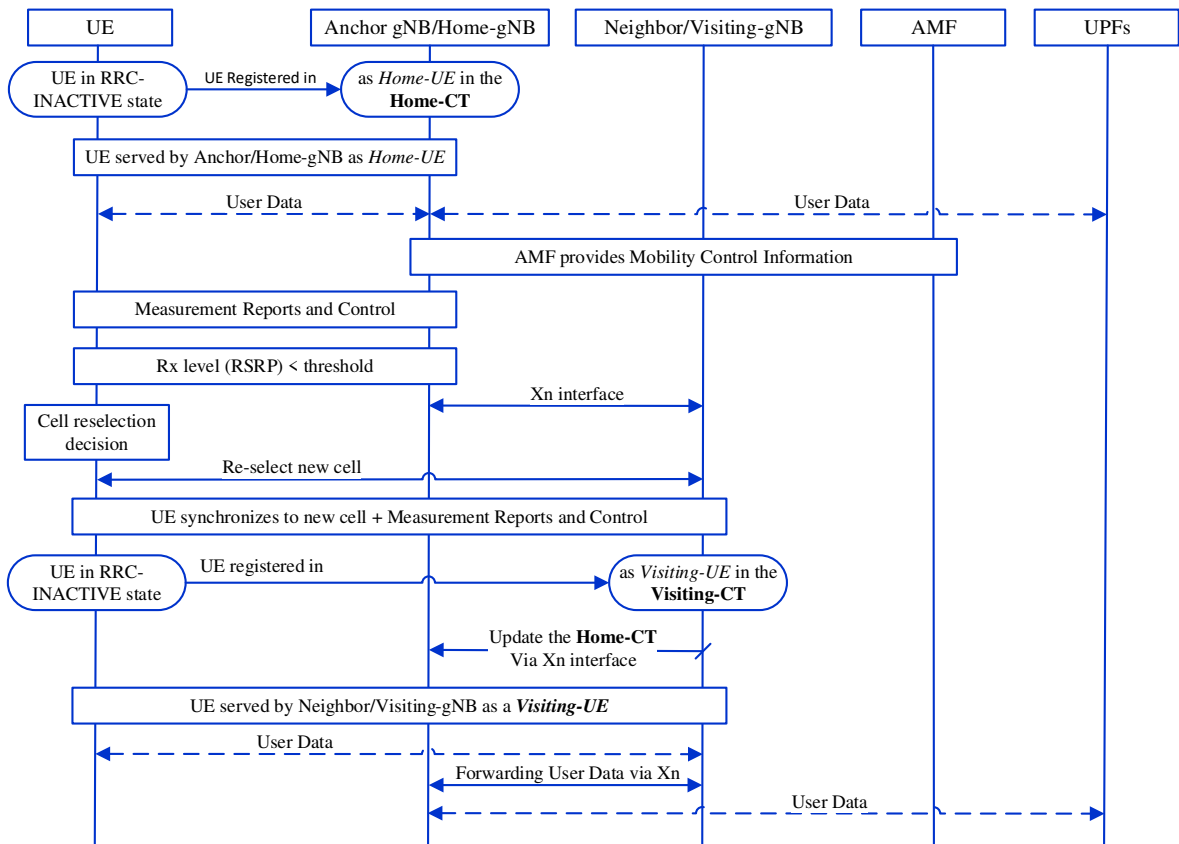 UE
Anchor gNB/Home-gNB
Neighbor/Visiting-gNB
AMF
UPFs
UE in RRC-
INACTIVE state
UE Registered in
as Home-UE in the
Home-CT
UE served by Anchor/Home-gNB as Home-UE
User Data
User Data
AMF provides Mobility Control Information
Measurement Reports and Control
Rx level (RSRP) < threshold
Xn interface
Cell reselection
decision
Re-select new cell
UE synchronizes to new cell + Measurement Reports and Control
UE in RRC-
INACTIVE state
UE registered in
as Visiting-UE in the
Visiting-CT
Update the Home-CT
Via Xn interface
UE served by Neighbor/Visiting-gNB as a Visiting-UE
User Data
Forwarding User Data via Xn
User Data